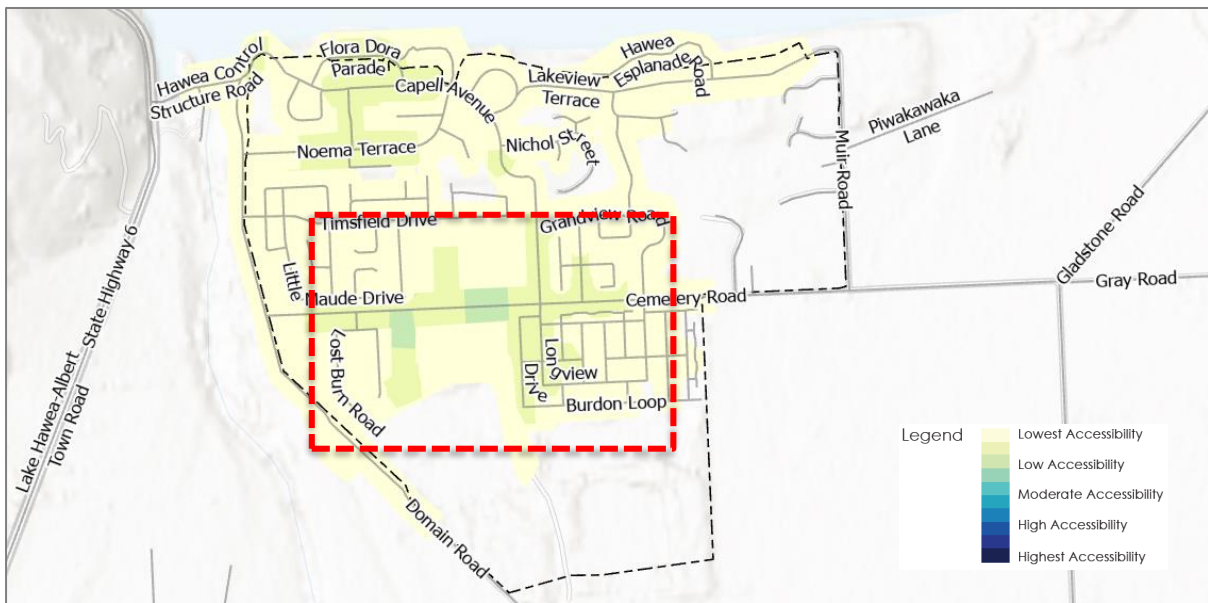 Hawea Control
Structure Road
Flora Dora
Parade
Capell Avenue
Lakeview
Terrace
Hawea
Esplanade
Road
Piwakawaka
Lane
Muir Road
Noema Terrace
Nichol Street
Timsfield Drive
Grandview Road
Little
Maude Drive
Cemetery Road
Gladstone Road
Gray Road
Lake Hawea-Albert
Town Road
State Highway 6
Lost Burn Road
Longview
Drive
Burdon Loop
Domain Road
Legend
Lowest Accessibility
Low Accessibility
Moderate Accessibility
High Accessibility
Highest Accessibility